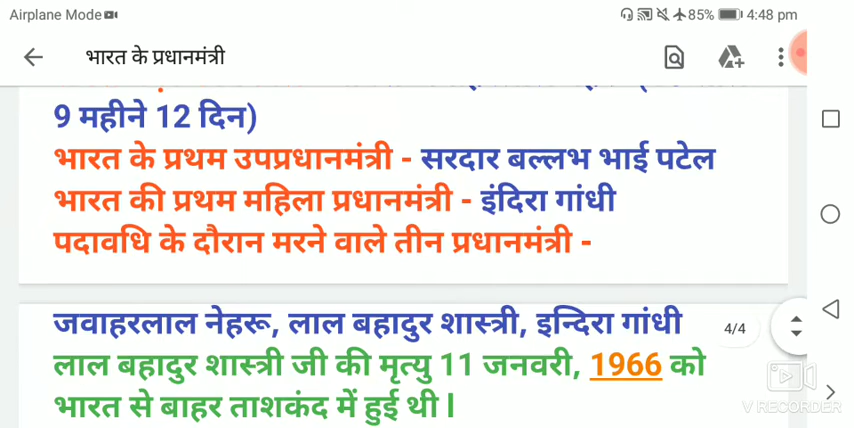 Airplane Mode
85% 4:48 pm
भारत के प्रधानमंत्री
9 महीने 12 दिन)
भारत के प्रथम उपप्रधानमंत्री - सरदार बल्लभ भाई पटेल
भारत की प्रथम महिला प्रधानमंत्री - इंदिरा गांधी
पदावधि के दौरान मरने वाले तीन प्रधानमंत्री -
जवाहरलाल नेहरू, लाल बहादुर शास्त्री, इन्दिरा गांधी
4/4
लाल बहादुर शास्त्री जी की मृत्यु 11 जनवरी, 1966 को
भारत से बाहर ताशकंद में हुई थी l
V RECORDER